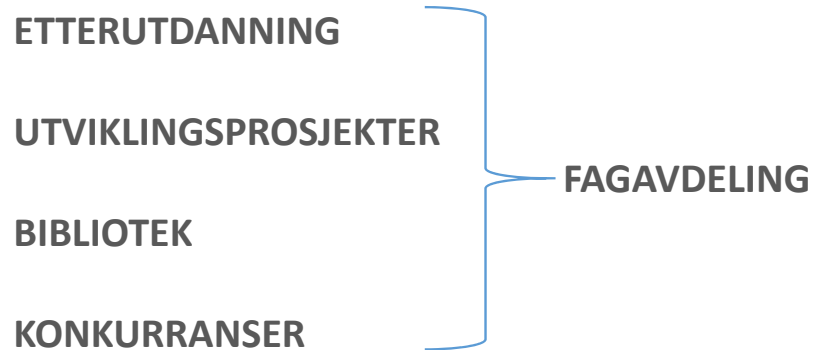 ETTERUTDANNING
UTVIKLINGSPROSJEKTER
BIBLIOTEK
KONKURRANSER
FAGAVDELING